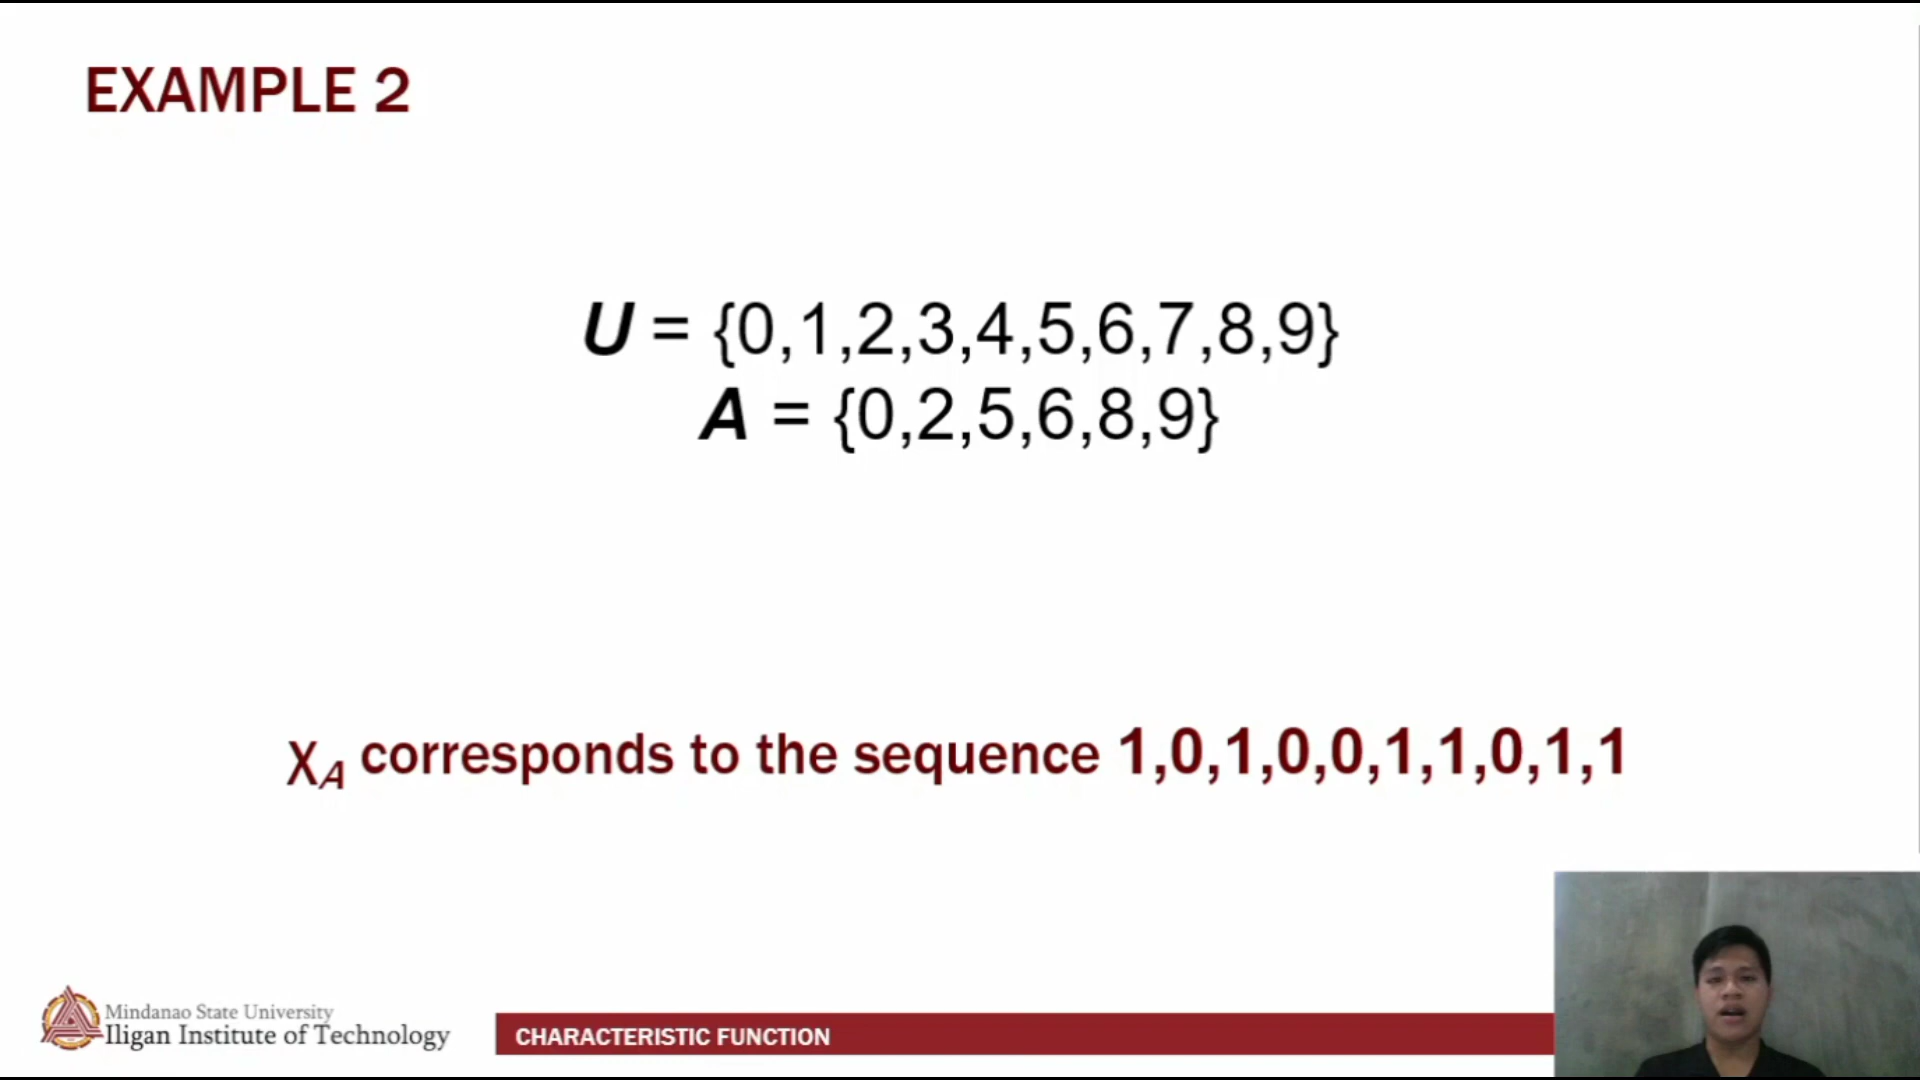 EXAMPLE 2
U = {0,1,2,3,4,5,6,7,8,9}
A = {0,2,5,6,8,9}
χA corresponds to the sequence 1,0,1,0,0,1,1,0,1,1
Mindanao State University
Iligan Institute of Technology
CHARACTERISTIC FUNCTION